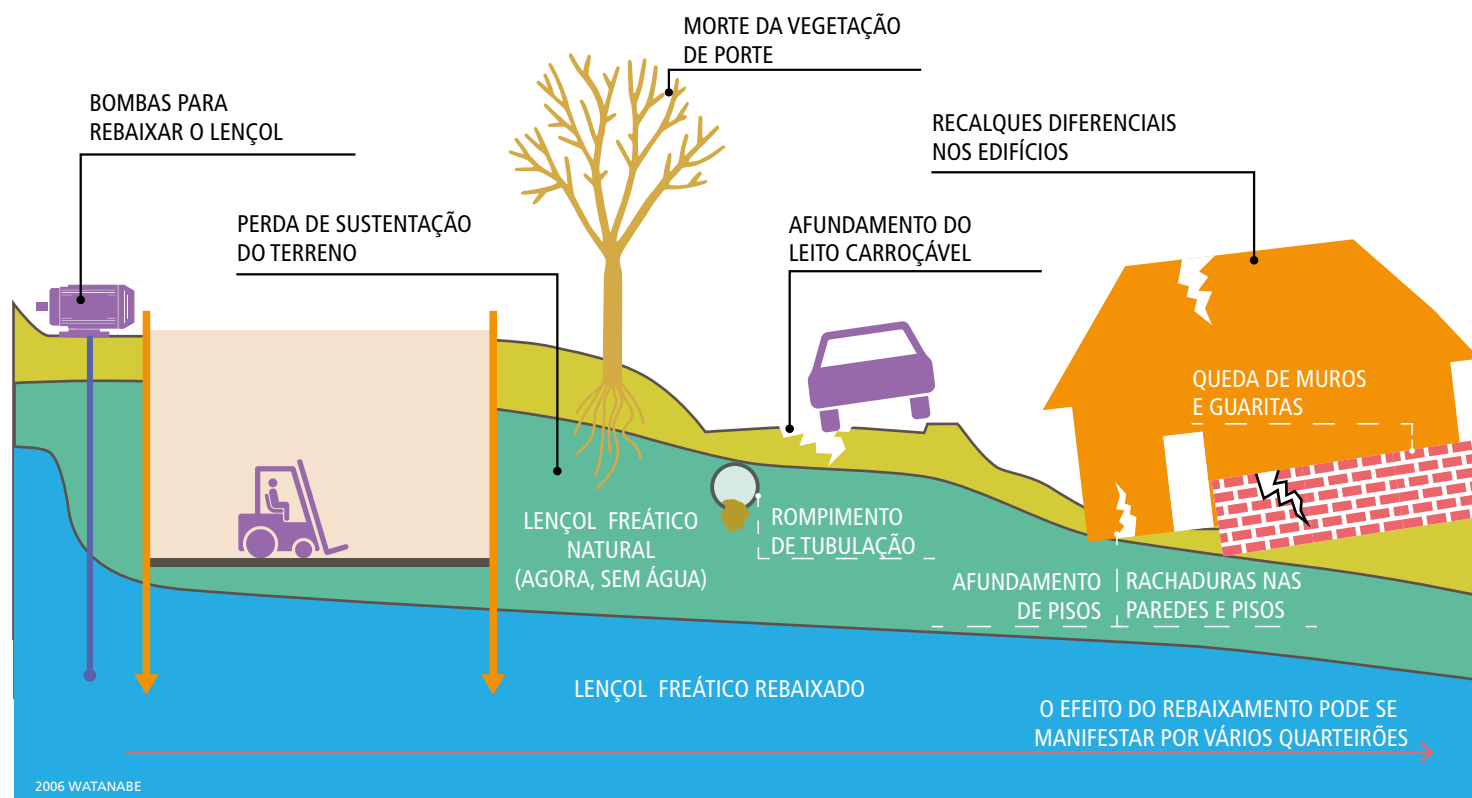 MORTE DA VEGETAÇÃO
DE PORTE
BOMBAS PARA
REBAIXAR O LENÇOL
RECALQUES DIFERENCIAIS
NOS EDIFÍCIOS
PERDA DE SUSTENTAÇÃO
DO TERRENO
AFUNDAMENTO DO
LEITO CARROÇÁVEL
QUEDA DE MUROS
E GUARITAS
LENÇOL FREÁTICO
NATURAL
(AGORA, SEM ÁGUA)
ROMPIMENTO
DE TUBULAÇÃO
AFUNDAMENTO
DE PISOS
RACHADURAS NAS
PAREDES E PISOS
LENÇOL FREÁTICO REBAIXADO
O EFEITO DO REBAIXAMENTO PODE SE
MANIFESTAR POR VÁRIOS QUARTEIRÕES
2006 WATANABE